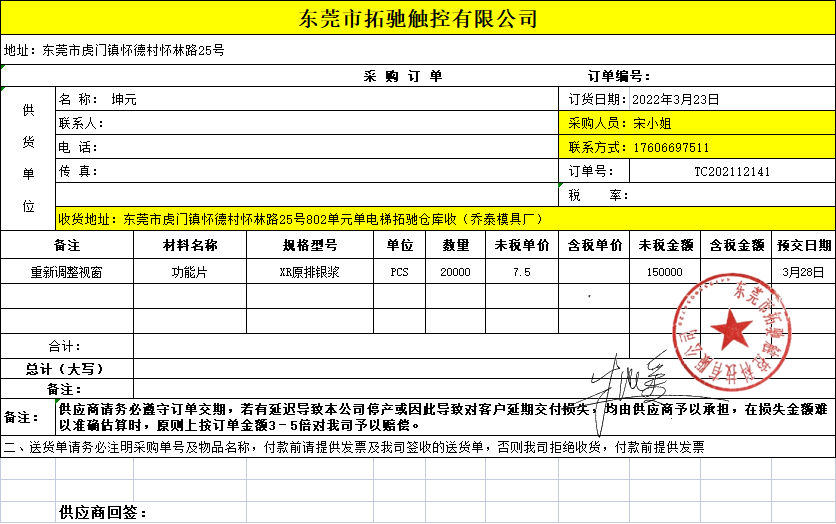 东莞市拓驰触控有限公司
地址：东莞市虎门镇怀德村怀林路25号
采 购 订 单 订单编号：
供货单位
名 称： 坤元 订货日期：2022年3月23日
联系人： 采购人员：宋小姐
电 话： 联系方式：17606697511
传 真： 订单号： TC202112141
税 率：
收货地址：东莞市虎门镇怀德村怀林路25号802单元单电梯拓驰仓库收（乔泰模具厂）
备注 材料名称 规格型号 单位 数量 未税单价 含税单价 未税金额 含税金额 预交日期
重新调整视窗 功能片 XR原排银浆 PCS 20000 7.5 150000 3月28日
合计：
总计（大写）
备注：
备注： 供应商请务必遵守订单交期，若有延迟导致本公司停产或因此导致对客户延期交付损失，均由供应商予以承担，在损失金额难
以准确估算时，原则上按订单金额3－5倍对我司予以赔偿。
二、送货单请务必注明采购单号及物品名称，付款前请提供发票及我司签收的送货单，否则我司拒绝收货，付款前提供发票
供应商回签：